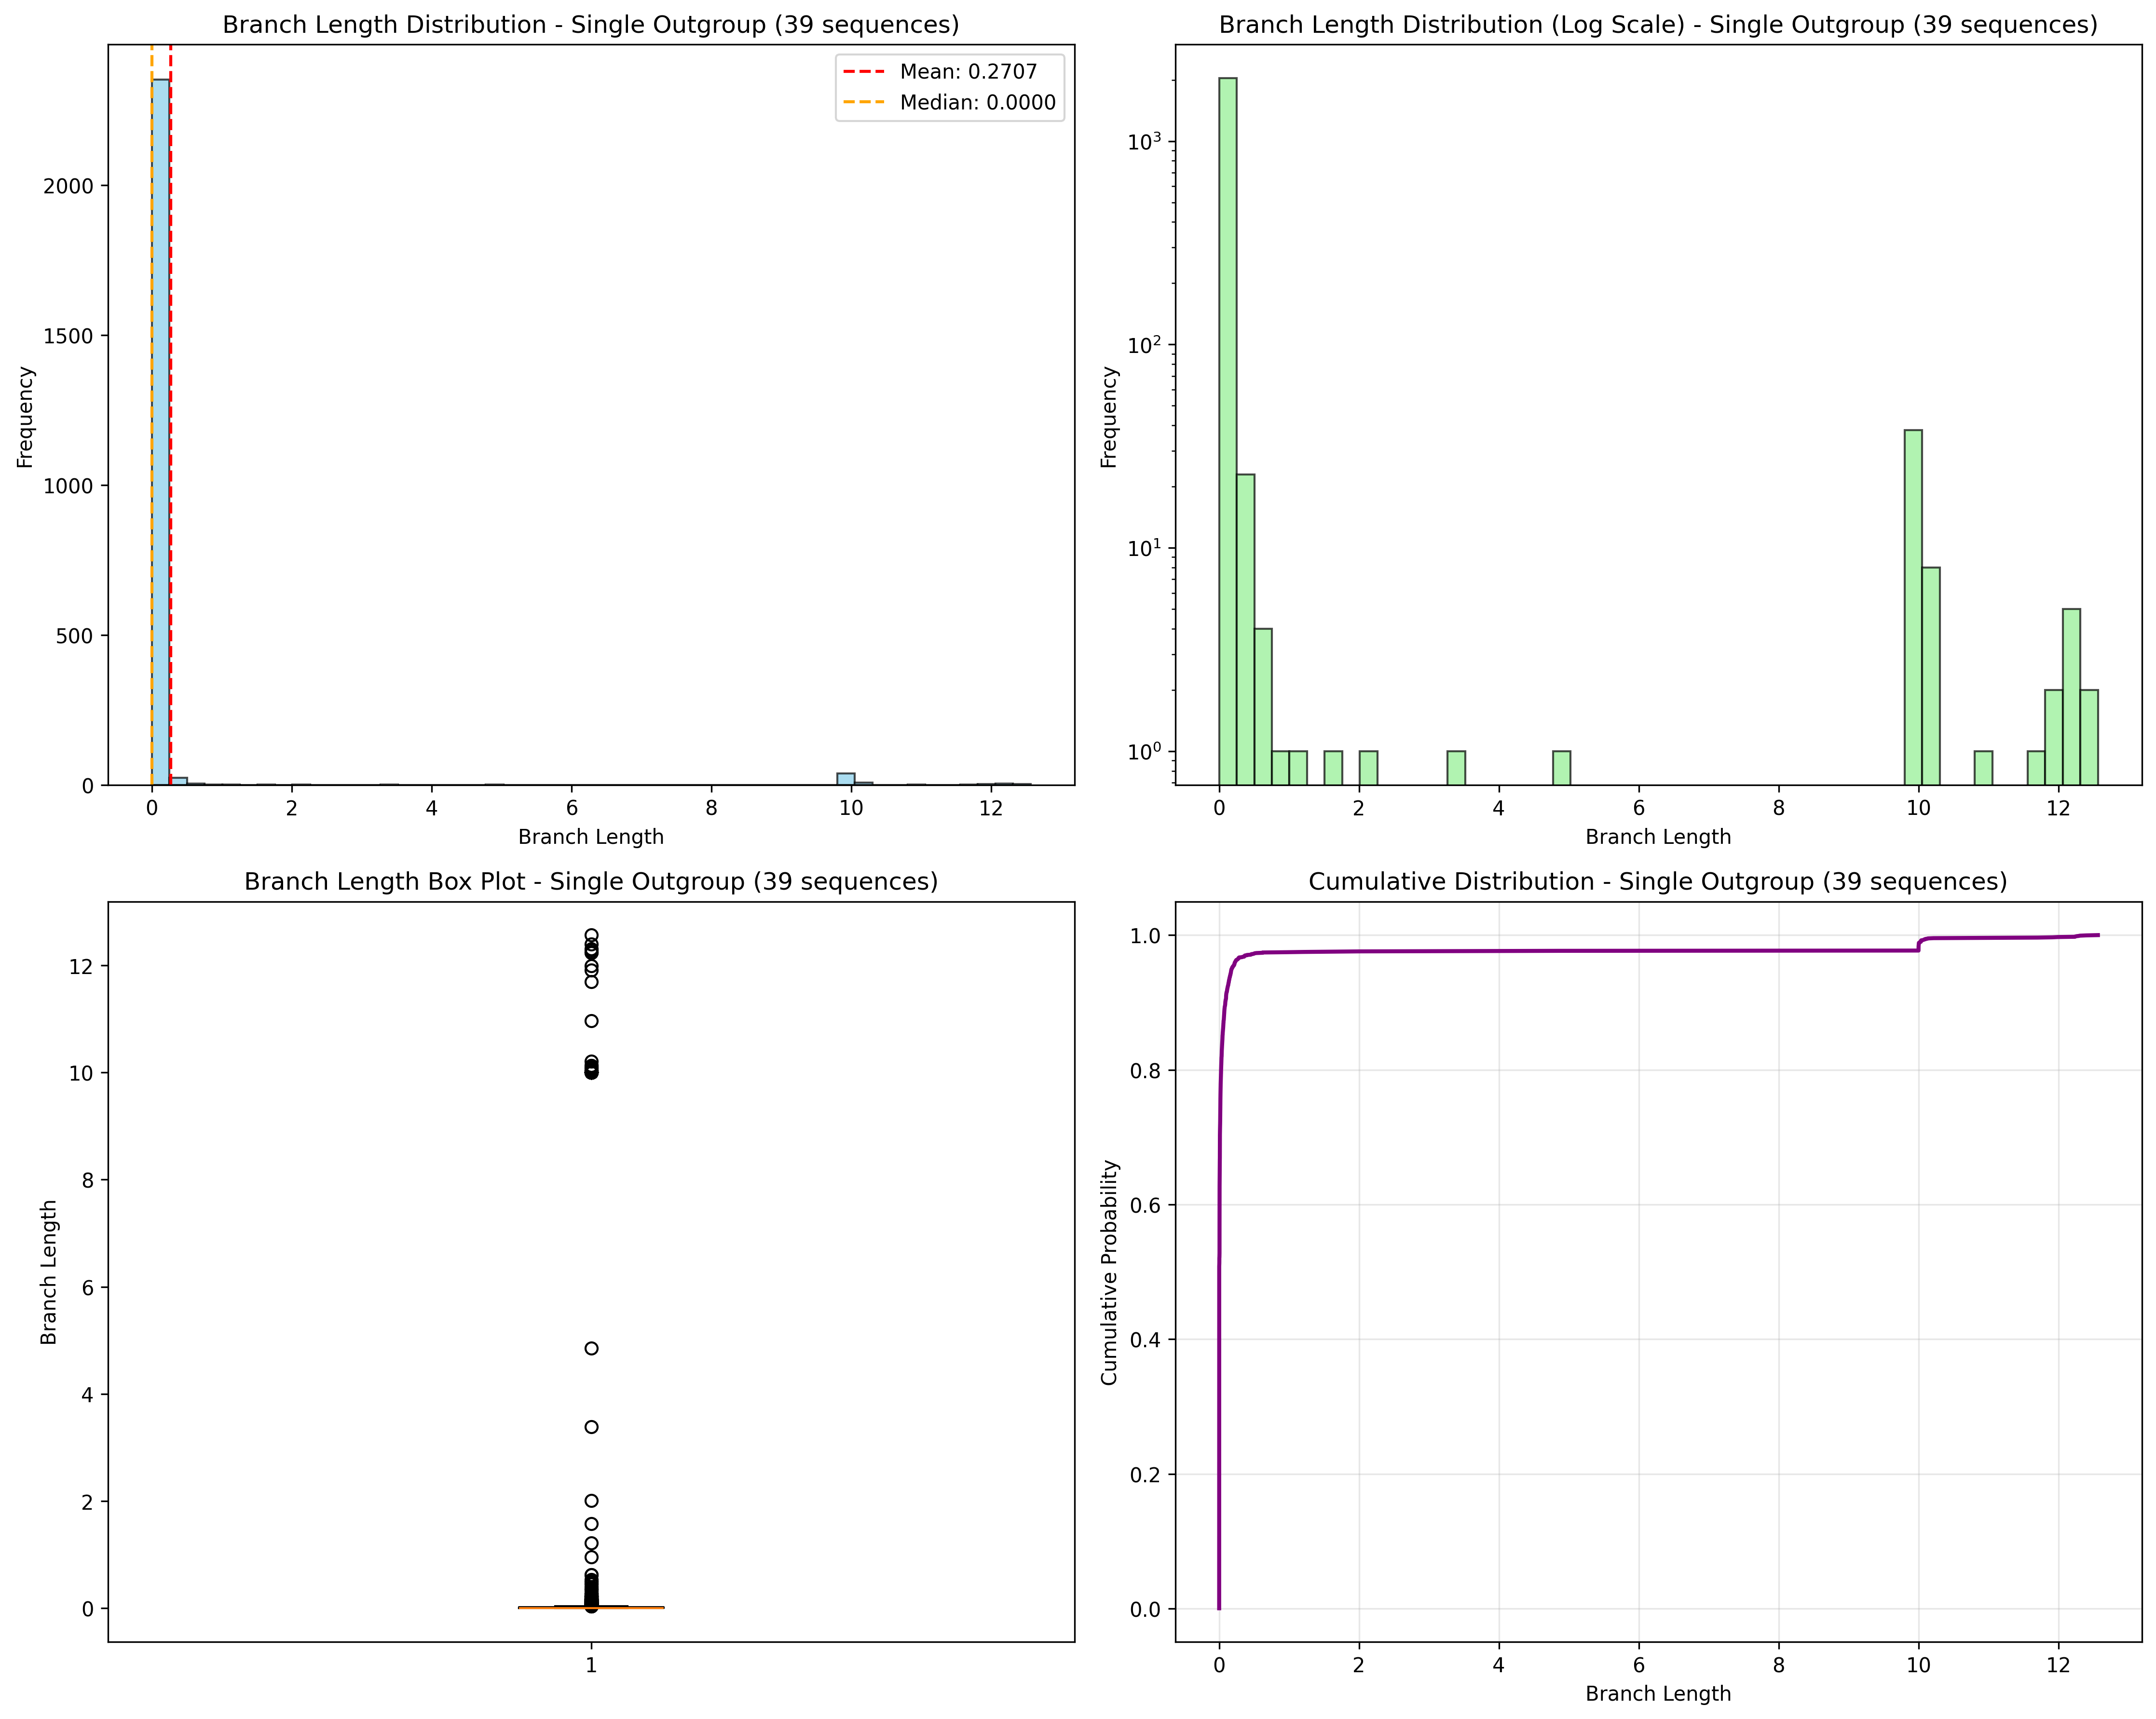 Branch Length Distribution - Single Outgroup (39 sequences)
Mean: 0.2707
Median: 0.0000
Frequency
2000
1500
1000
500
0
0 2 4 6 8 10 12
Branch Length
Branch Length Distribution (Log Scale) - Single Outgroup (39 sequences)
Frequency
10³
10²
10¹
10⁰
0 2 4 6 8 10 12
Branch Length
Branch Length Box Plot - Single Outgroup (39 sequences)
Branch Length
12
10
8
6
4
2
0
1
Cumulative Distribution - Single Outgroup (39 sequences)
Cumulative Probability
1.0
0.8
0.6
0.4
0.2
0.0
0 2 4 6 8 10 12
Branch Length